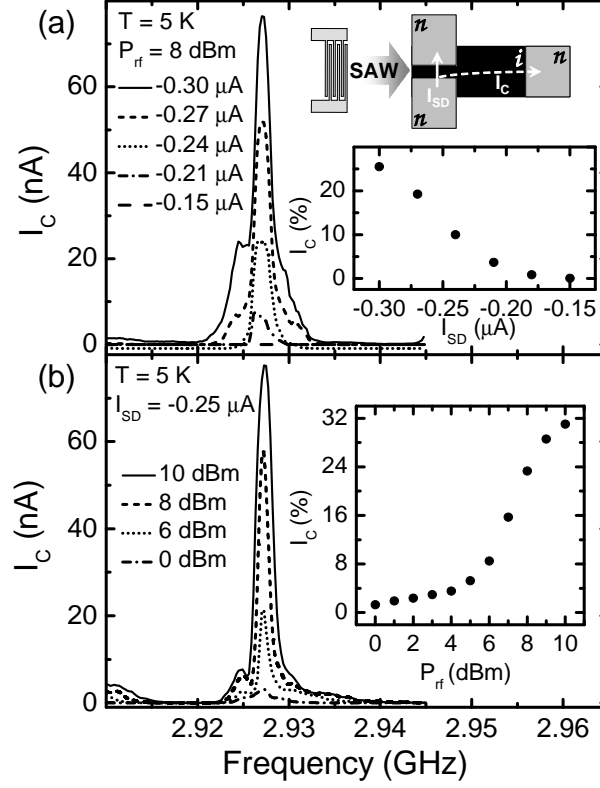 (a)
T = 5 K
P_rf = 8 dBm
-0.30 µA
-0.27 µA
-0.24 µA
-0.21 µA
-0.15 µA
I_C (nA)
60
40
20
0
SAW
n
n
i
n
I_SD
I_C
I_C (%)
20
10
0
-0.30
-0.25
-0.20
-0.15
I_SD (µA)
(b)
T = 5 K
I_SD = -0.25 µA
10 dBm
8 dBm
6 dBm
0 dBm
I_C (nA)
60
40
20
0
I_C (%)
32
24
16
8
0
0
2
4
6
8
10
P_rf (dBm)
2.92
2.93
2.94
2.95
2.96
Frequency (GHz)